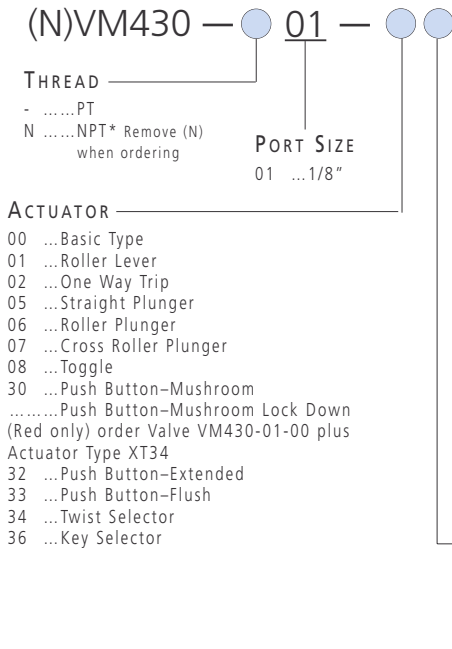 (N)VM430 — 01 —
THREAD
- ......PT
N ......NPT* Remove (N)
when ordering
PORT SIZE
01 ...1/8"
ACTUATOR
00 ...Basic Type
01 ...Roller Lever
02 ...One Way Trip
05 ...Straight Plunger
06 ...Roller Plunger
07 ...Cross Roller Plunger
08 ...Toggle
30 ...Push Button–Mushroom
.........Push Button–Mushroom Lock Down
(Red only) order Valve VM430-01-00 plus
Actuator Type XT34
32 ...Push Button–Extended
33 ...Push Button–Flush
34 ...Twist Selector
36 ...Key Selector